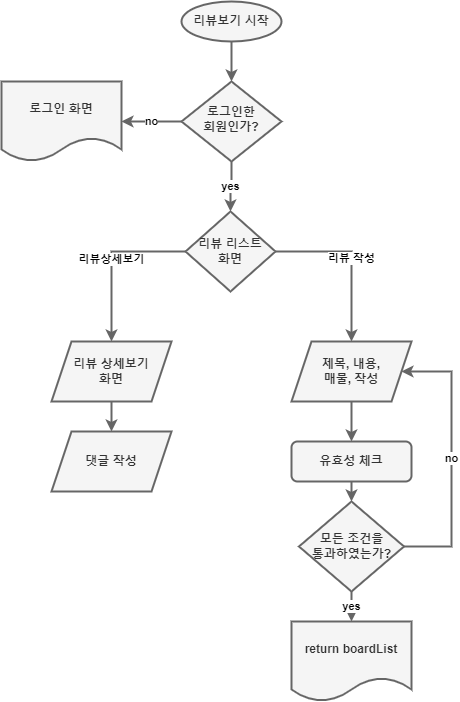 리뷰보기 시작
로그인한
회원인가?
로그인 화면
no
yes
리뷰 리스트
화면
리뷰상세보기
리뷰 작성
리뷰 상세보기
화면
제목, 내용,
매물, 작성
댓글 작성
유효성 체크
no
모든 조건을
통과하였는가?
yes
return boardList